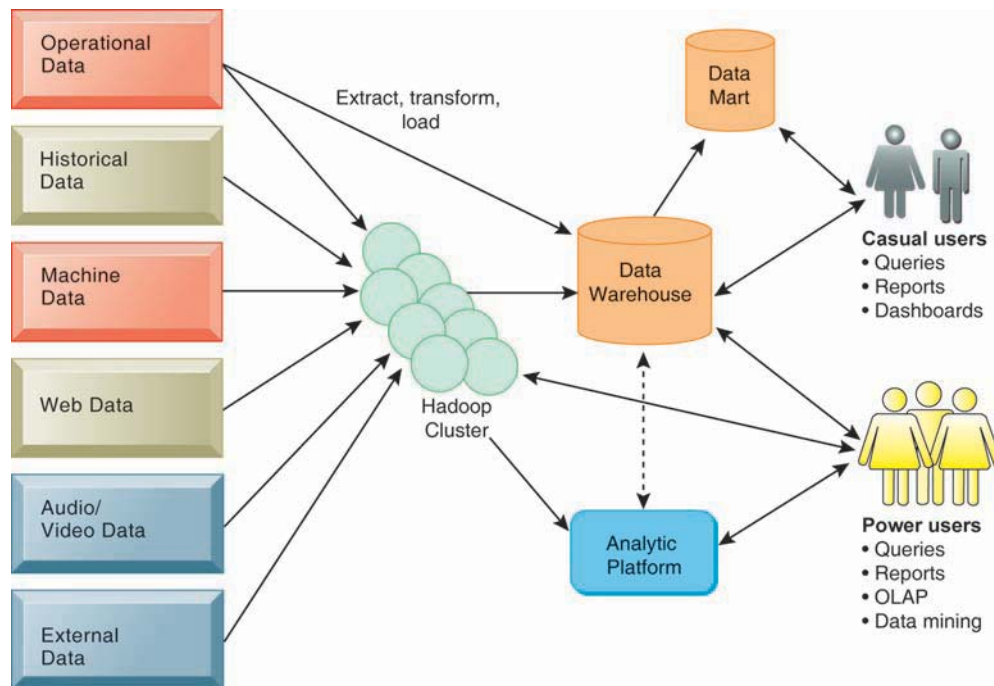 Operational
Data
Historical
Data
Machine
Data
Web Data
Audio/
Video Data
External
Data
Extract, transform,
load
Hadoop
Cluster
Data
Mart
Data
Warehouse
Analytic
Platform
Casual users
• Queries
• Reports
• Dashboards
Power users
• Queries
• Reports
• OLAP
• Data mining